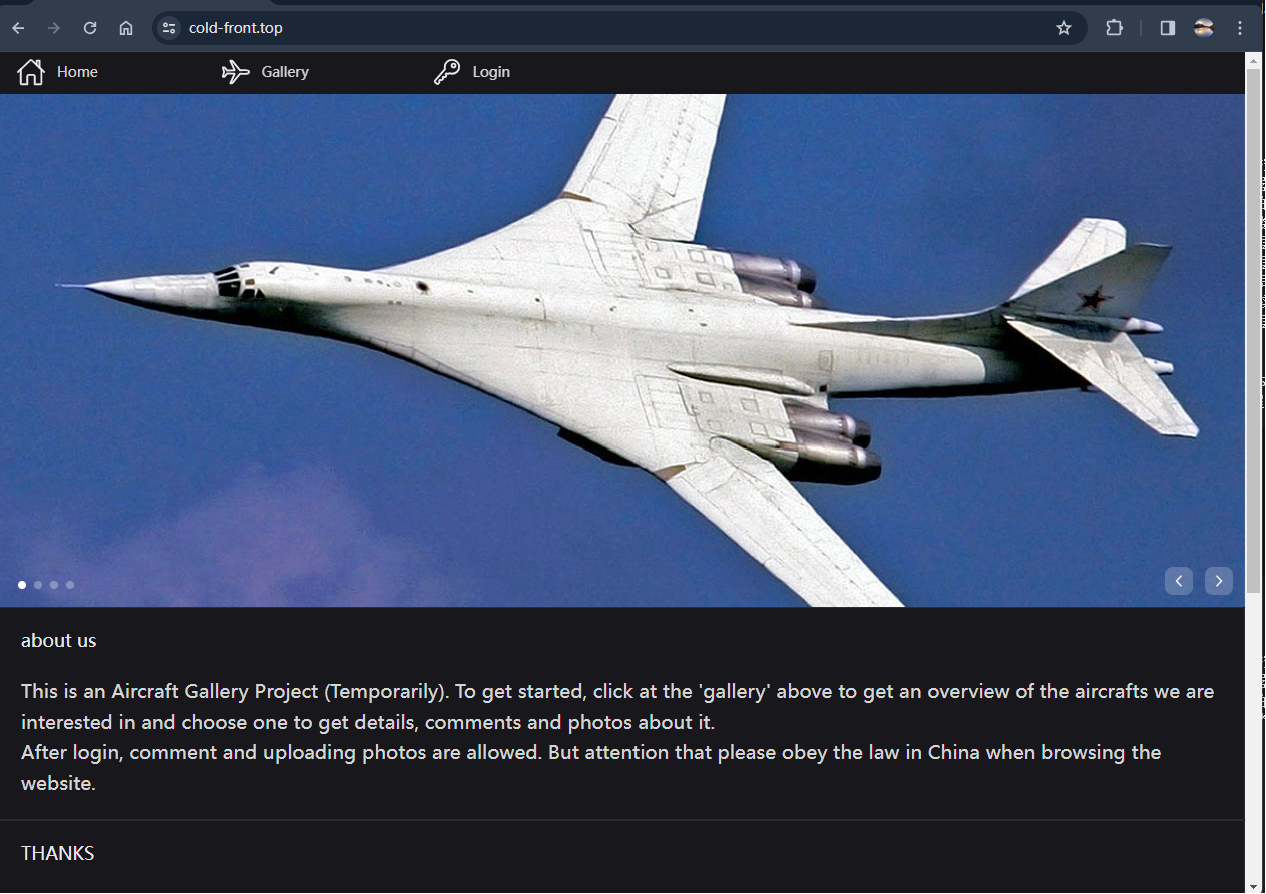 cold-front.top
Home
Gallery
Login
about us
This is an Aircraft Gallery Project (Temporarily). To get started, click at the 'gallery' above to get an overview of the aircrafts we are
interested in and choose one to get details, comments and photos about it.
After login, comment and uploading photos are allowed. But attention that please obey the law in China when browsing the
website.
THANKS